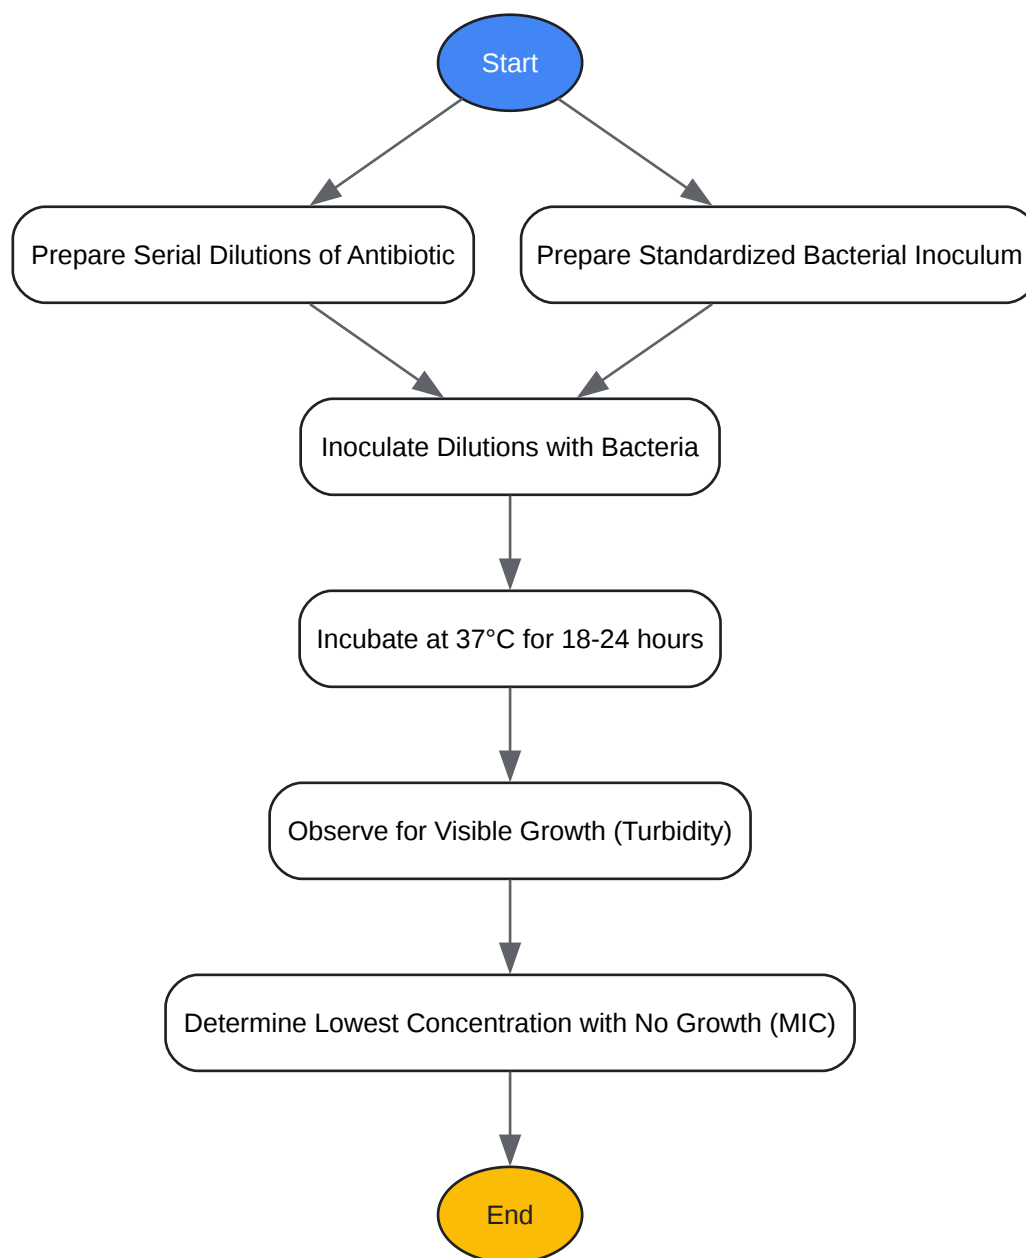 Start
Prepare Serial Dilutions of Antibiotic
Prepare Standardized Bacterial Inoculum
Inoculate Dilutions with Bacteria
Incubate at 37°C for 18-24 hours
Observe for Visible Growth (Turbidity)
Determine Lowest Concentration with No Growth (MIC)
End